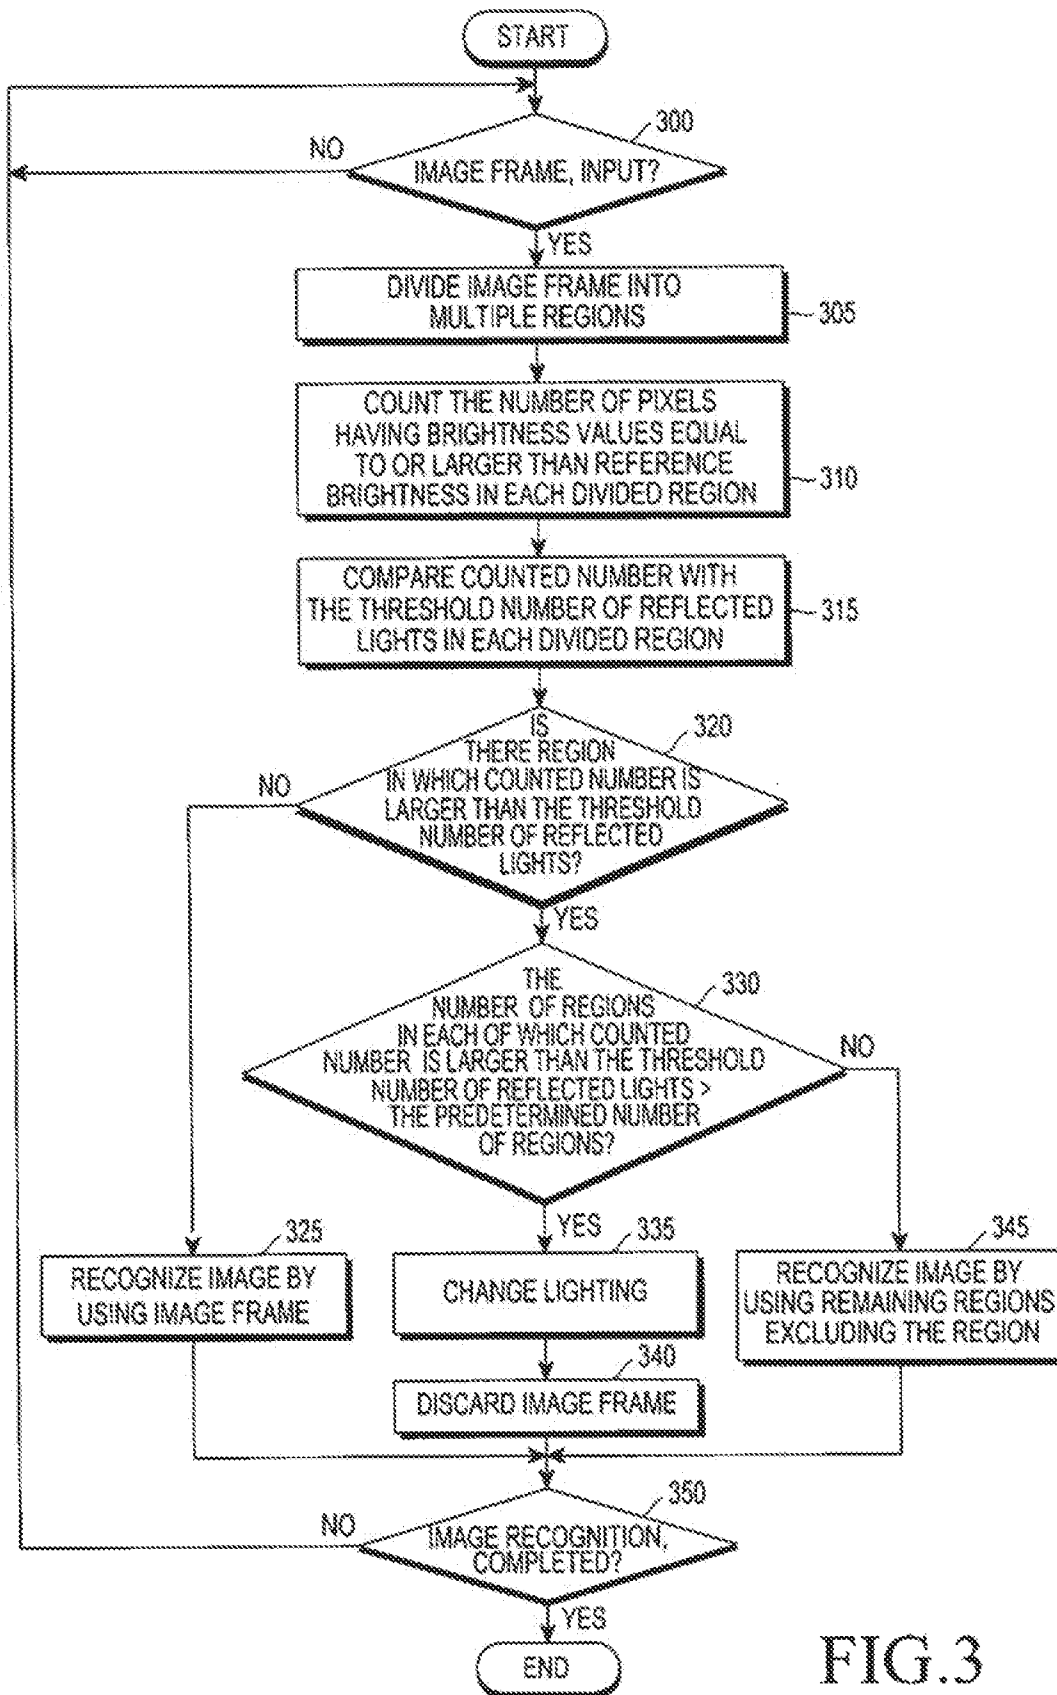 START
300
NO
IMAGE FRAME, INPUT?
YES
DIVIDE IMAGE FRAME INTO
MULTIPLE REGIONS
305
COUNT THE NUMBER OF PIXELS
HAVING BRIGHTNESS VALUES EQUAL
TO OR LARGER THAN REFERENCE
BRIGHTNESS IN EACH DIVIDED REGION
310
COMPARE COUNTED NUMBER WITH
THE THRESHOLD NUMBER OF REFLECTED
LIGHTS IN EACH DIVIDED REGION
315
IS
THERE REGION
IN WHICH COUNTED NUMBER IS
LARGER THAN THE THRESHOLD
NUMBER OF REFLECTED
LIGHTS?
320
NO
YES
THE
NUMBER OF REGIONS
IN EACH OF WHICH COUNTED
NUMBER IS LARGER THAN THE THRESHOLD
NUMBER OF REFLECTED LIGHTS >
THE PREDETERMINED NUMBER
OF REGIONS?
330
NO
YES
325
RECOGNIZE IMAGE BY
USING IMAGE FRAME
335
CHANGE LIGHTING
345
RECOGNIZE IMAGE BY
USING REMAINING REGIONS
EXCLUDING THE REGION
340
DISCARD IMAGE FRAME
350
NO
IMAGE RECOGNITION,
COMPLETED?
YES
END
FIG.3